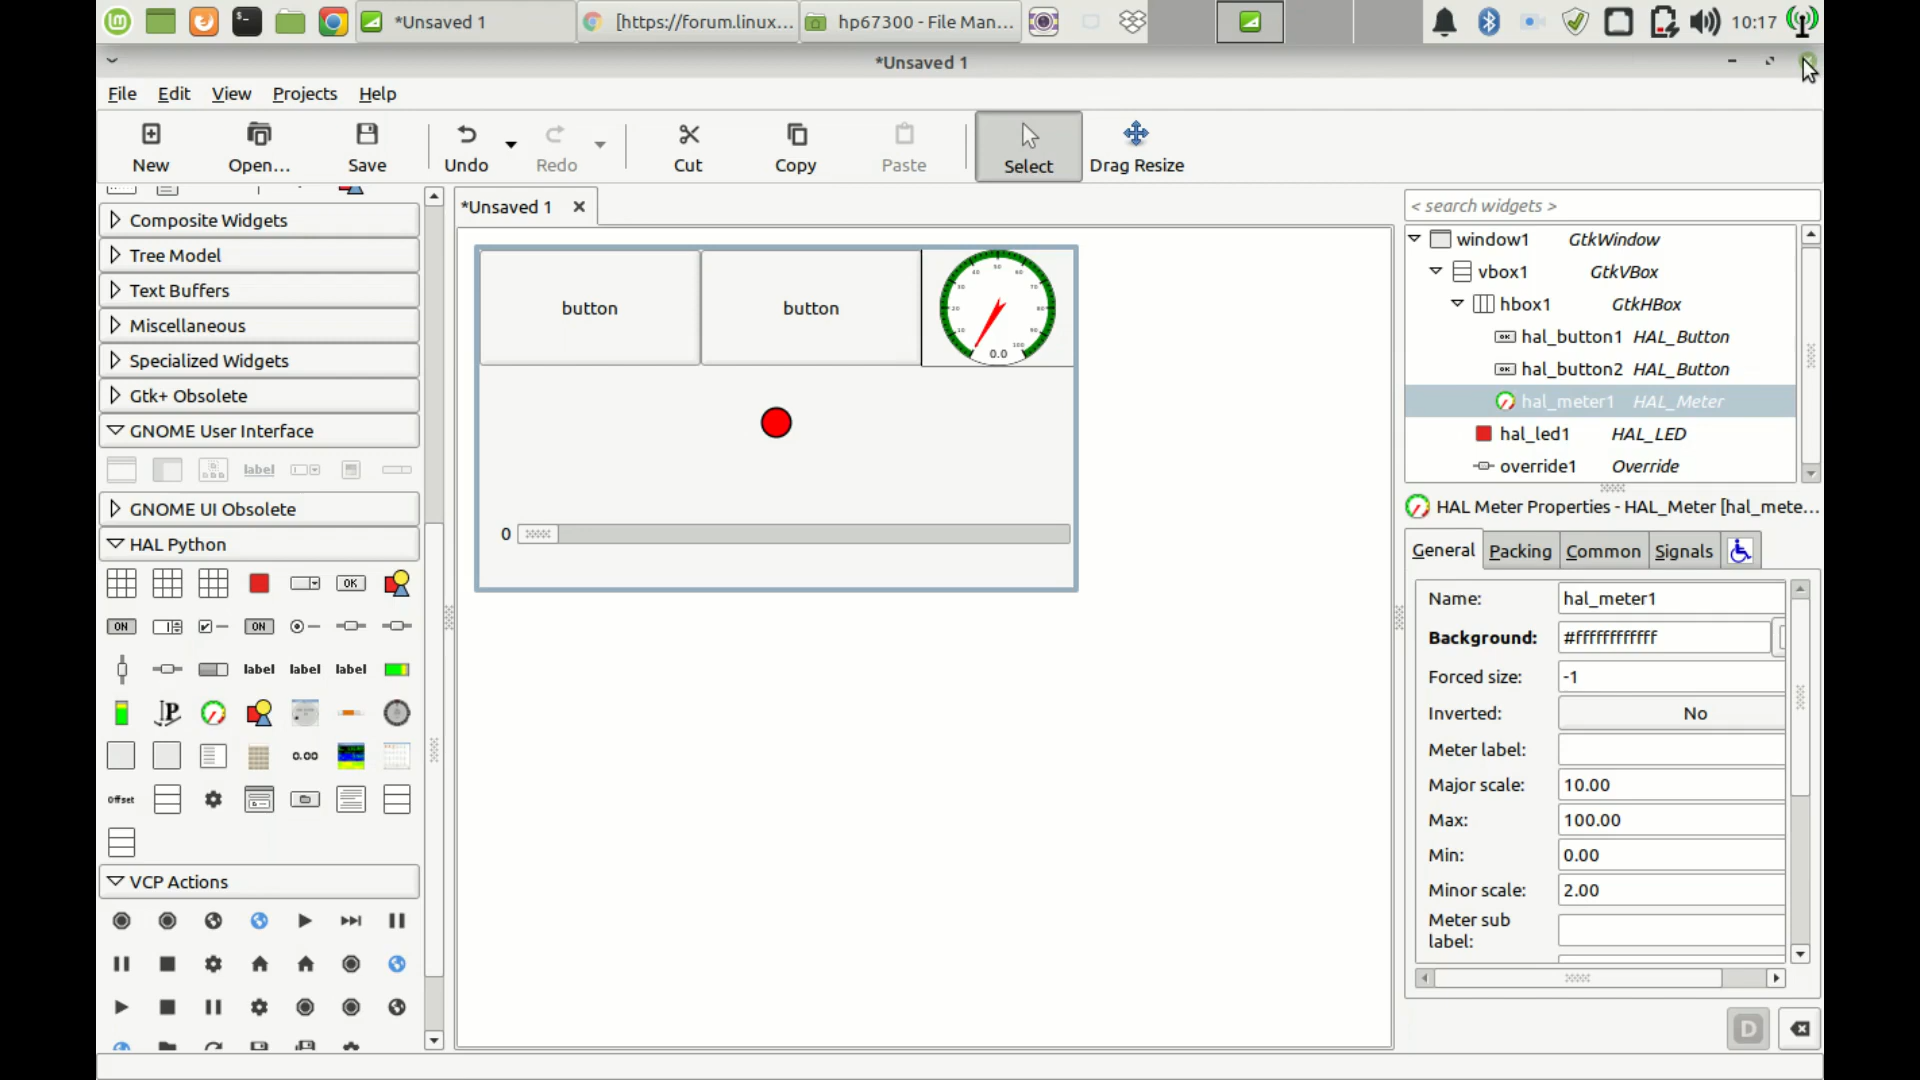 *Unsaved 1
[https://forum.linux...
hp67300 - File Man...
10:17
*Unsaved 1
File Edit View Projects Help
New Open... Save Undo Redo Cut Copy Paste Select Drag Resize
Composite Widgets
Tree Model
Text Buffers
Miscellaneous
Specialized Widgets
Gtk+ Obsolete
GNOME User Interface
label
GNOME UI Obsolete
HAL Python
OK
ON ON
label label label
0.00
Offset
VCP Actions
*Unsaved 1
button button
0.0
0
< search widgets >
window1 GtkWindow
vbox1 GtkVBox
hbox1 GtkHBox
hal_button1 HAL_Button
hal_button2 HAL_Button
hal_meter1 HAL_Meter
hal_led1 HAL_LED
override1 Override
HAL Meter Properties - HAL_Meter [hal_mete...
General Packing Common Signals
Name: hal_meter1
Background: #ffffffffffff
Forced size: -1
Inverted: No
Meter label:
Major scale: 10.00
Max: 100.00
Min: 0.00
Minor scale: 2.00
Meter sub
label:
D